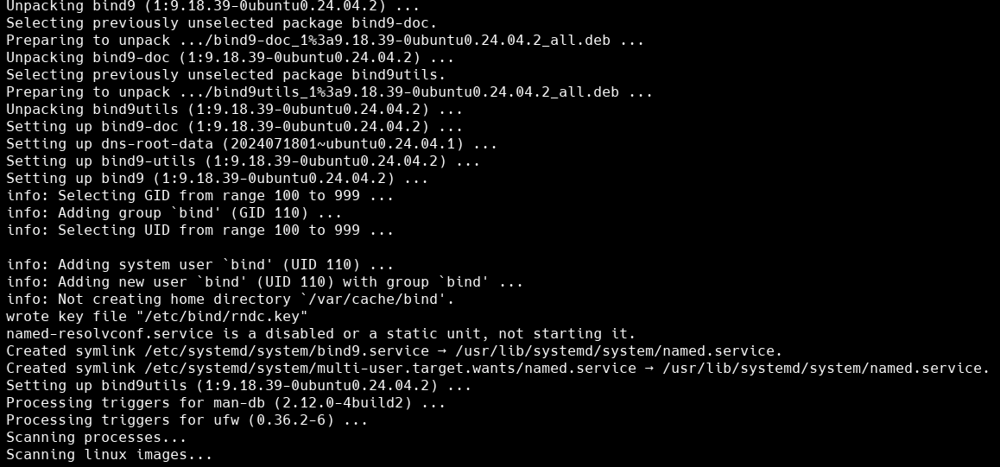 Unpacking bind9 (1:9.18.39-0ubuntu0.24.04.2) ...
Selecting previously unselected package bind9-doc.
Preparing to unpack .../bind9-doc_1%3a9.18.39-0ubuntu0.24.04.2_all.deb ...
Unpacking bind9-doc (1:9.18.39-0ubuntu0.24.04.2) ...
Selecting previously unselected package bind9utils.
Preparing to unpack .../bind9utils_1%3a9.18.39-0ubuntu0.24.04.2_all.deb ...
Unpacking bind9utils (1:9.18.39-0ubuntu0.24.04.2) ...
Setting up bind9-doc (1:9.18.39-0ubuntu0.24.04.2) ...
Setting up dns-root-data (2024071801~ubuntu0.24.04.1) ...
Setting up bind9-utils (1:9.18.39-0ubuntu0.24.04.2) ...
Setting up bind9 (1:9.18.39-0ubuntu0.24.04.2) ...
info: Selecting GID from range 100 to 999 ...
info: Adding group `bind' (GID 110) ...
info: Selecting UID from range 100 to 999 ...

info: Adding system user `bind' (UID 110) ...
info: Adding new user `bind' (UID 110) with group `bind' ...
info: Not creating home directory `/var/cache/bind'.
wrote key file "/etc/bind/rndc.key"
named-resolvconf.service is a disabled or a static unit, not starting it.
Created symlink /etc/systemd/system/bind9.service → /usr/lib/systemd/system/named.service.
Created symlink /etc/systemd/system/multi-user.target.wants/named.service → /usr/lib/systemd/system/named.service.
Setting up bind9utils (1:9.18.39-0ubuntu0.24.04.2) ...
Processing triggers for man-db (2.12.0-4build2) ...
Processing triggers for ufw (0.36.2-6) ...
Scanning processes...
Scanning linux images...